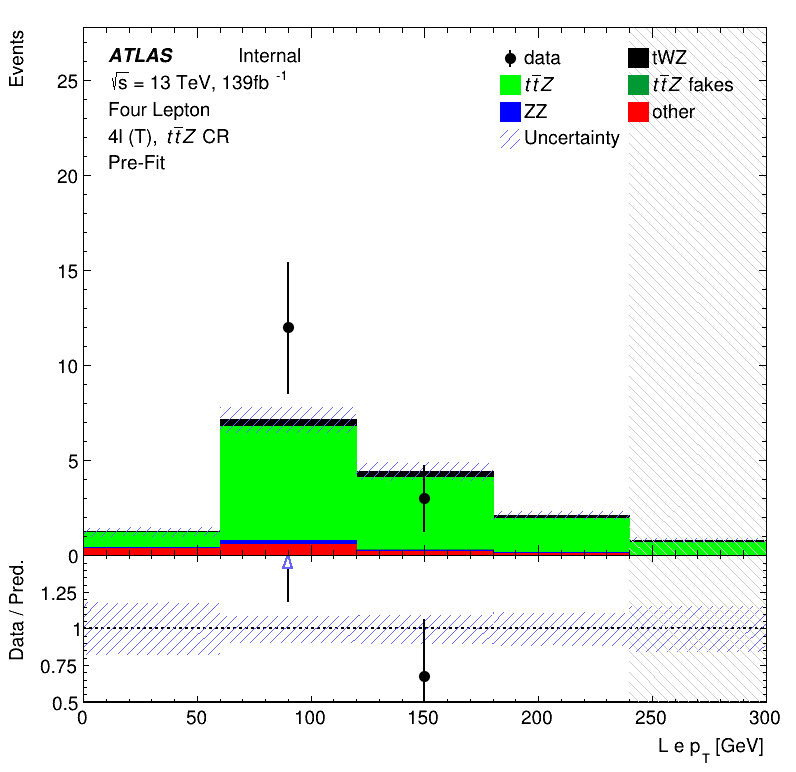 Events
ATLAS Internal
√s = 13 TeV, 139fb -1
Four Lepton
4l (T), tt̅Z CR
Pre-Fit
data tWZ
tt̅Z tt̅Z fakes
ZZ other
Uncertainty
25
20
15
10
5
0
Data / Pred.
1.25
1
0.75
0.5
0 50 100 150 200 250 300
L e p T [GeV]